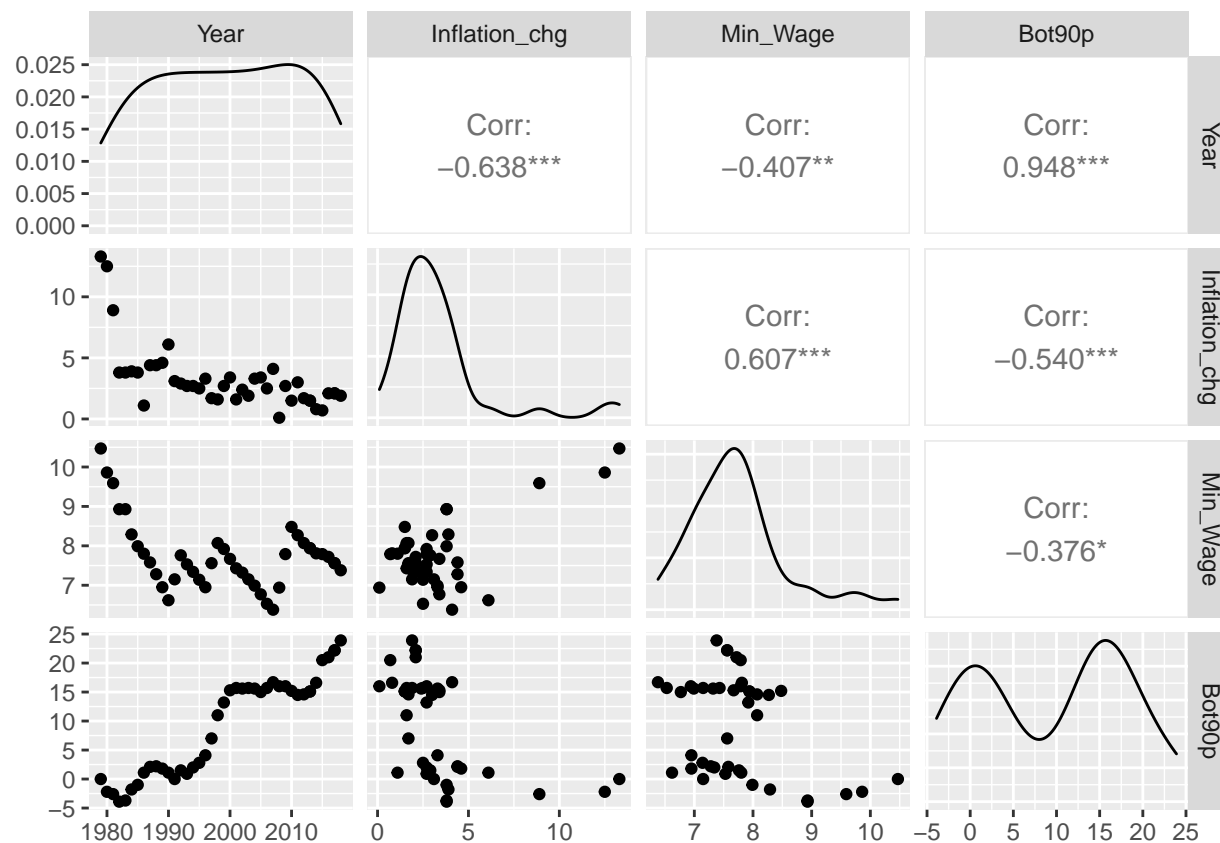 Year Inflation_chg Min_Wage Bot90p
0.025
0.020
0.015
0.010
0.005
0.000
Corr:
−0.638***
Corr:
−0.407**
Corr:
0.948***
Year
10
5
0
Corr:
0.607***
Corr:
−0.540***
Inflation_chg
10
9
8
7
Corr:
−0.376*
Min_Wage
25
20
15
10
5
0
−5
Bot90p
1980 1990 2000 2010 0 5 10 7 8 9 10 −5 0 5 10 15 20 25